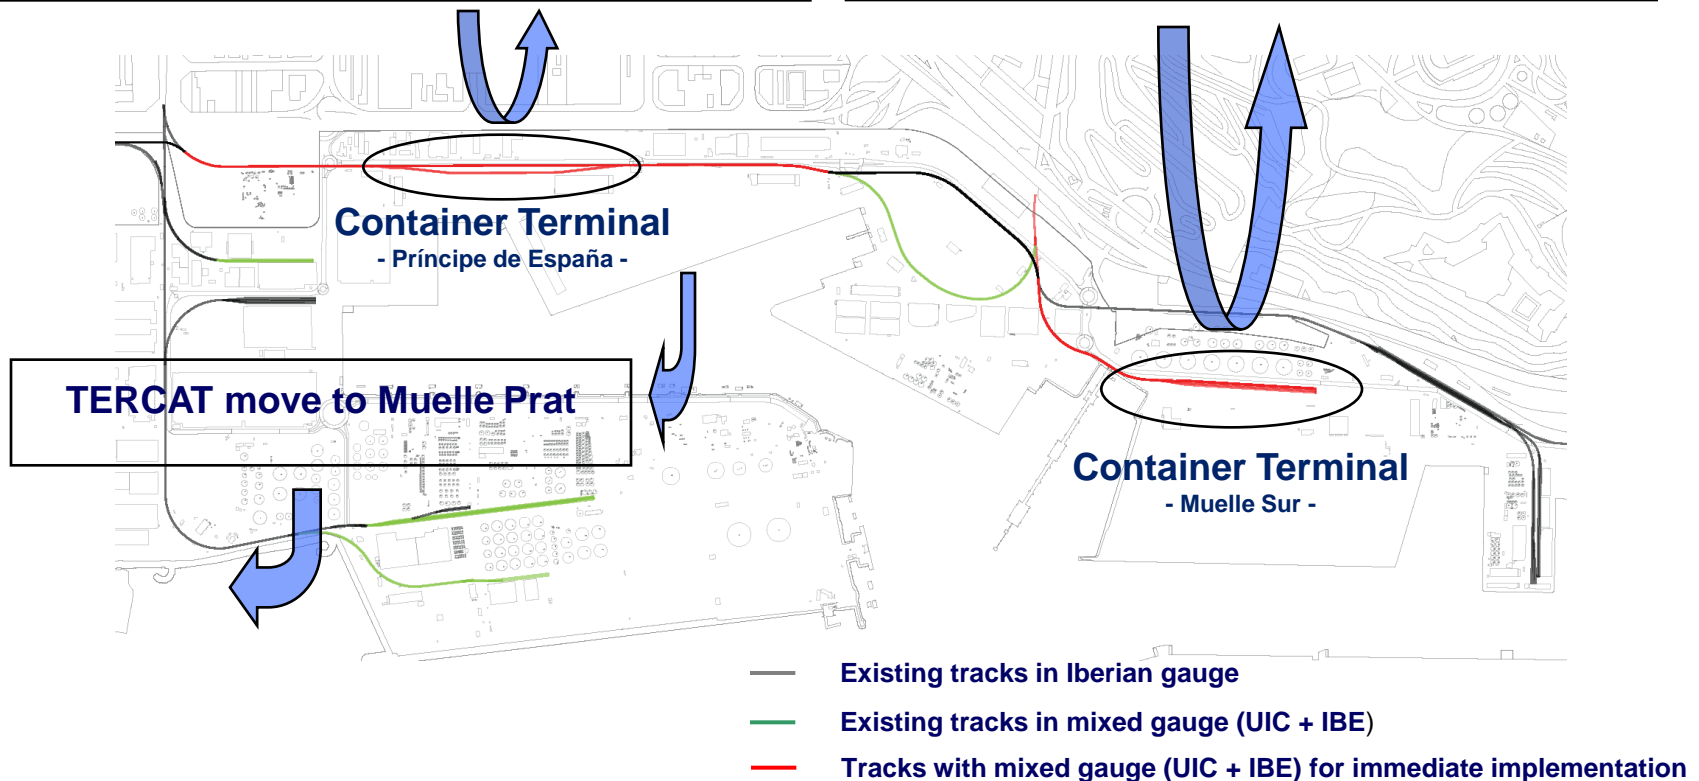 Container Terminal
- Príncipe de España -
TERCAT move to Muelle Prat
Container Terminal
- Muelle Sur -
Existing tracks in Iberian gauge
Existing tracks in mixed gauge (UIC + IBE)
Tracks with mixed gauge (UIC + IBE) for immediate implementation